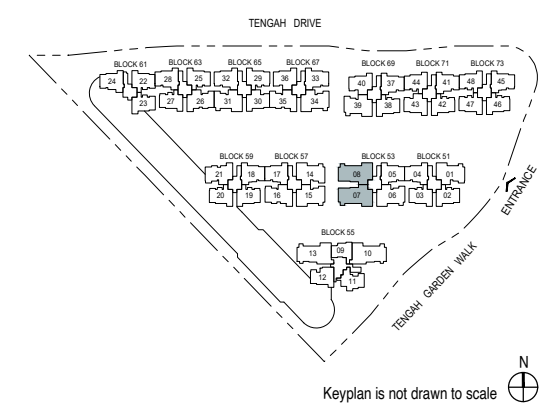 TENGAH DRIVE
BLOCK 61 BLOCK 63 BLOCK 65 BLOCK 67 BLOCK 69 BLOCK 71 BLOCK 73
24 22 28 25 32 29 36 33 40 37 44 41 48 45
23 27 26 31 30 35 34 39 38 43 42 47 46
BLOCK 59 BLOCK 57 BLOCK 53 BLOCK 51
21 18 17 14 08 05 04 01
20 19 16 15 07 06 03 02
ENTRANCE
BLOCK 55
13 09 10
12 11
TENGAH GARDEN WALK
N
Keyplan is not drawn to scale